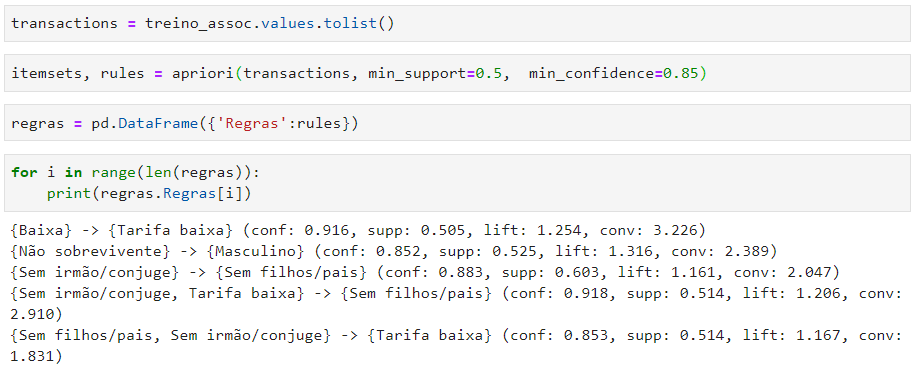 transactions = treino_assoc.values.tolist()
itemsets, rules = apriori(transactions, min_support=0.5,  min_confidence=0.85)
regras = pd.DataFrame({'Regras':rules})
for i in range(len(regras)):
    print(regras.Regras[i])
{Baixa} -> {Tarifa baixa} (conf: 0.916, supp: 0.505, lift: 1.254, conv: 3.226)
{Não sobrevivente} -> {Masculino} (conf: 0.852, supp: 0.525, lift: 1.316, conv: 2.389)
{Sem irmão/conjuge} -> {Sem filhos/pais} (conf: 0.883, supp: 0.603, lift: 1.161, conv: 2.047)
{Sem irmão/conjuge, Tarifa baixa} -> {Sem filhos/pais} (conf: 0.918, supp: 0.514, lift: 1.206, conv:
2.910)
{Sem filhos/pais, Sem irmão/conjuge} -> {Tarifa baixa} (conf: 0.853, supp: 0.514, lift: 1.167, conv:
1.831)